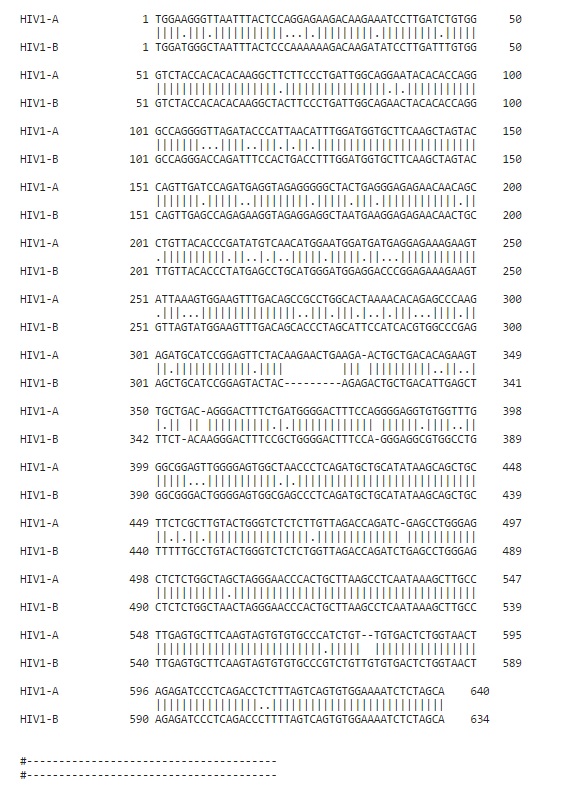 HIV1-A 1 TGGAAGGGTTAATTTACTCCAGGAGAAGACAAGAAATCCTTGATCTGTGG 50
||||.|||.|||||||||||...|.|||||||||.|||||||||.|||||
HIV1-B 1 TGGATGGGCTAATTTACTCCCAAAAAAGACAAGATATCCTTGATTTGTGG 50
HIV1-A 51 GTCTACCACACACAAGGCTTCTTCCCTGATTGGCAGGAATACACACCAGG 100
|||||||||||||||||||.||||||||||||||||.|.|||||||||||
HIV1-B 51 GTCTACCACACACAAGGCTACTTCCCTGATTGGCAGAACTACACACCAGG 100
HIV1-A 101 GCCAGGGGTTAGATACCCATTAACATTTGGATGGTGCTTCAAGCTAGTAC 150
|||||||...||||..|||.|.||.|||||||||||||||||||||||||
HIV1-B 101 GCCAGGGACCAGATTTCCACTGACCTTTGGATGGTGCTTCAAGCTAGTAC 150
HIV1-A 151 CAGTTGATCCAGATGAGGTAGAGGGGGCTACTGAGGGAGAGAACAACAGC 200
|||||||.|||||..|||||||||.|||||.|||.||||||||||||.||
HIV1-B 151 CAGTTGAGCCAGAGAAGGTAGAGGAGGCTAATGAAGGAGAGAACAACTGC 200
HIV1-A 201 CTGTTACACCCGATATGTCAACATGGAATGGATGATGAGGAGAAAGAAGT 250
.||||||||||.||..|.|..|||||.|||||.||...||||||||||||
HIV1-B 201 TTGTTACACCCTATGAGCCTGCATGGGATGGAGGACCCGGAGAAAGAAGT 250
HIV1-A 251 ATTAAAGTGGAAGTTTGACAGCCGCCTGGCACTAAAACACAGAGCCCAAG 300
.|||...|||||||||||||||..|||.|||.|..|.|||...||||.||
HIV1-B 251 GTTAGTATGGAAGTTTGACAGCACCCTAGCATTCCATCACGTGGCCCGAG 300
HIV1-A 301 AGATGCATCCGGAGTTCTACAAGAACTGAAGA-ACTGCTGACACAGAAGT 349
||.||||||||||||.||||         ||| ||||||||||..||..|
HIV1-B 301 AGCTGCATCCGGAGTACTAC---------AGAGACTGCTGACATTGAGCT 341
HIV1-A 350 TGCTGAC-AGGGACTTTCTGATGGGGACTTTCCAGGGGAGGTGTGGTTTG 398
|.|| || ||||||||||.|.||||||||||||| ||||||.||||..||
HIV1-B 342 TTCT-ACAAGGGACTTTCCGCTGGGGACTTTCCA-GGGAGGCGTGGCCTG 389
HIV1-A 399 GGCGGAGTTGGGGAGTGGCTAACCCTCAGATGCTGCATATAAGCAGCTGC 448
|||||...|||||||||||.|.||||||||||||||||||||||||||||
HIV1-B 390 GGCGGGACTGGGGAGTGGCGAGCCCTCAGATGCTGCATATAAGCAGCTGC 439
HIV1-A 449 TTCTCGCTTGTACTGGGTCTCTCTTGTTAGACCAGATC-GAGCCTGGGAG 497
||.|.||.||||||||||||||||.||||||||||||| |||||||||||
HIV1-B 440 TTTTTGCCTGTACTGGGTCTCTCTGGTTAGACCAGATCTGAGCCTGGGAG 489
HIV1-A 498 CTCTCTGGCTAGCTAGGGAACCCACTGCTTAAGCCTCAATAAAGCTTGCC 547
|||||||||||.||||||||||||||||||||||||||||||||||||||
HIV1-B 490 CTCTCTGGCTAACTAGGGAACCCACTGCTTAAGCCTCAATAAAGCTTGCC 539
HIV1-A 548 TTGAGTGCTTCAAGTAGTGTGTGCCCATCTGT--TGTGACTCTGGTAACT 595
||||||||||||||||||||||||||.|||||  ||||||||||||||||
HIV1-B 540 TTGAGTGCTTCAAGTAGTGTGTGCCCGTCTGTTGTGTGACTCTGGTAACT 589
HIV1-A 596 AGAGATCCCTCAGACCTCTTTAGTCAGTGTGGAAAATCTCTAGCA 640
||||||||||||||||..|||||||||||||||||||||||||||
HIV1-B 590 AGAGATCCCTCAGACCCTTTTAGTCAGTGTGGAAAATCTCTAGCA 634
#---------------------------------------
#---------------------------------------